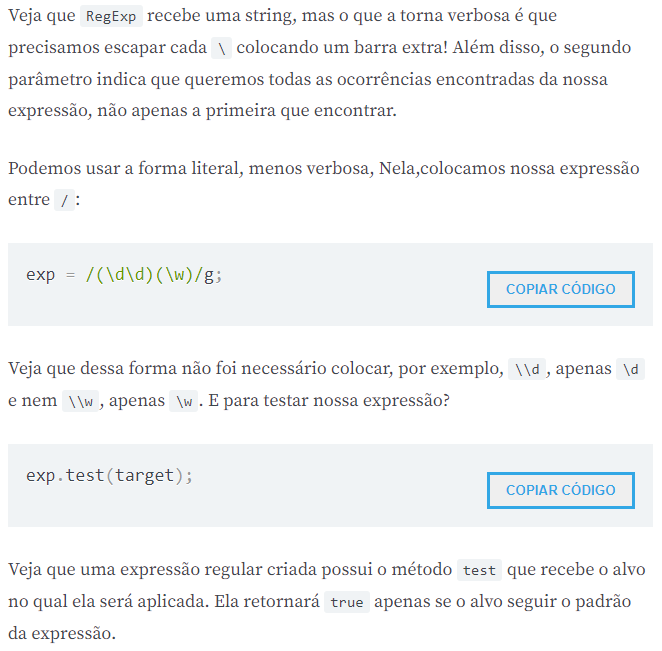 Veja que RegExp recebe uma string, mas o que a torna verbosa é que
precisamos escapar cada \ colocando um barra extra! Além disso, o segundo
parâmetro indica que queremos todas as ocorrências encontradas da nossa
expressão, não apenas a primeira que encontrar.
Podemos usar a forma literal, menos verbosa, Nela,colocamos nossa expressão
entre / :
exp = /(\d\d)(\w)/g;
COPIAR CÓDIGO
Veja que dessa forma não foi necessário colocar, por exemplo, \\d , apenas \d
e nem \\w , apenas \w . E para testar nossa expressão?
exp.test(target);
COPIAR CÓDIGO
Veja que uma expressão regular criada possui o método test que recebe o alvo
no qual ela será aplicada. Ela retornará true apenas se o alvo seguir o padrão
da expressão.